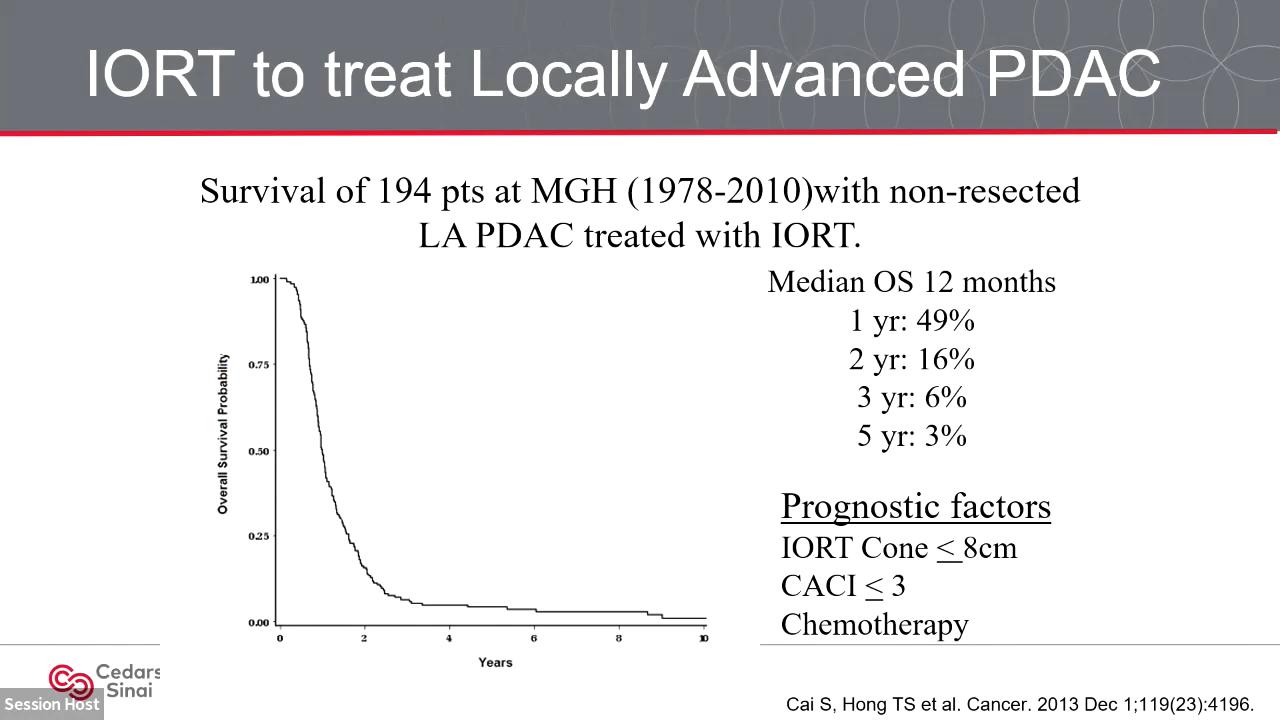 IORT to treat Locally Advanced PDAC
Survival of 194 pts at MGH (1978-2010)with non-resected
LA PDAC treated with IORT.
Median OS 12 months
1 yr: 49%
2 yr: 16%
3 yr: 6%
5 yr: 3%
Prognostic factors
IORT Cone < 8cm
CACI < 3
Chemotherapy
Overall Survival Probability
1.00
0.75
0.50
0.25
0.00
0 2 4 6 8 10
Years
Cedars
Sinai
Session Host
Cai S, Hong TS et al. Cancer. 2013 Dec 1;119(23):4196.